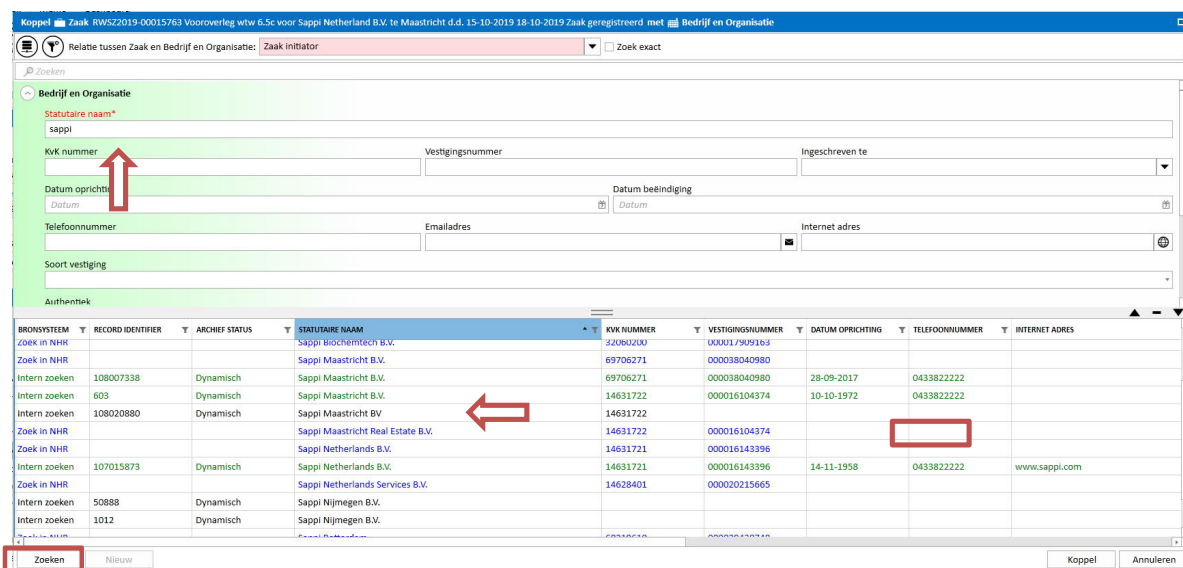 Koppel Zaak RWSZ2019-00015763 Vooroverleg wtw 6.5c voor Sappi Netherland B.V. te Maastricht d.d. 15-10-2019 18-10-2019 Zaak geregistreerd met Bedrijf en Organisatie
Relatie tussen Zaak en Bedrijf en Organisatie: Zaak initiator Zoek exact
Zoeken
Bedrijf en Organisatie
Statutaire naam*
sappi
KvK nummer Vestigingsnummer Ingeschreven te
Datum oprichting Datum beëindiging
Datum Datum
Telefoonnummer Emailadres Internet adres
Soort vestiging
Authentiek
BRONSYSTEEM RECORD IDENTIFIER ARCHIEF STATUS STATUTAIRE NAAM KVK NUMMER VESTIGINGSNUMMER DATUM OPRICHTING TELEFOONNUMMER INTERNET ADRES
Zoek in NHR Sappi Biochemtech B.V. 32060200 000017909163
Zoek in NHR Sappi Maastricht B.V. 69706271 000038040980
Intern zoeken 108007338 Dynamisch Sappi Maastricht B.V. 69706271 000038040980 28-09-2017 0433822222
Intern zoeken 603 Dynamisch Sappi Maastricht B.V. 14631722 000016104374 10-10-1972 0433822222
Intern zoeken 108020880 Dynamisch Sappi Maastricht BV 14631722
Zoek in NHR Sappi Maastricht Real Estate B.V. 14631722 000016104374
Zoek in NHR Sappi Netherlands B.V. 14631721 000016143396
Intern zoeken 107015873 Dynamisch Sappi Netherlands B.V. 14631721 000016143396 14-11-1958 0433822222 www.sappi.com
Zoek in NHR Sappi Netherlands Services B.V. 14628401 000020215665
Intern zoeken 50888 Dynamisch Sappi Nijmegen B.V.
Intern zoeken 1012 Dynamisch Sappi Nijmegen B.V.
Zoeken Nieuw Koppel Annuleren